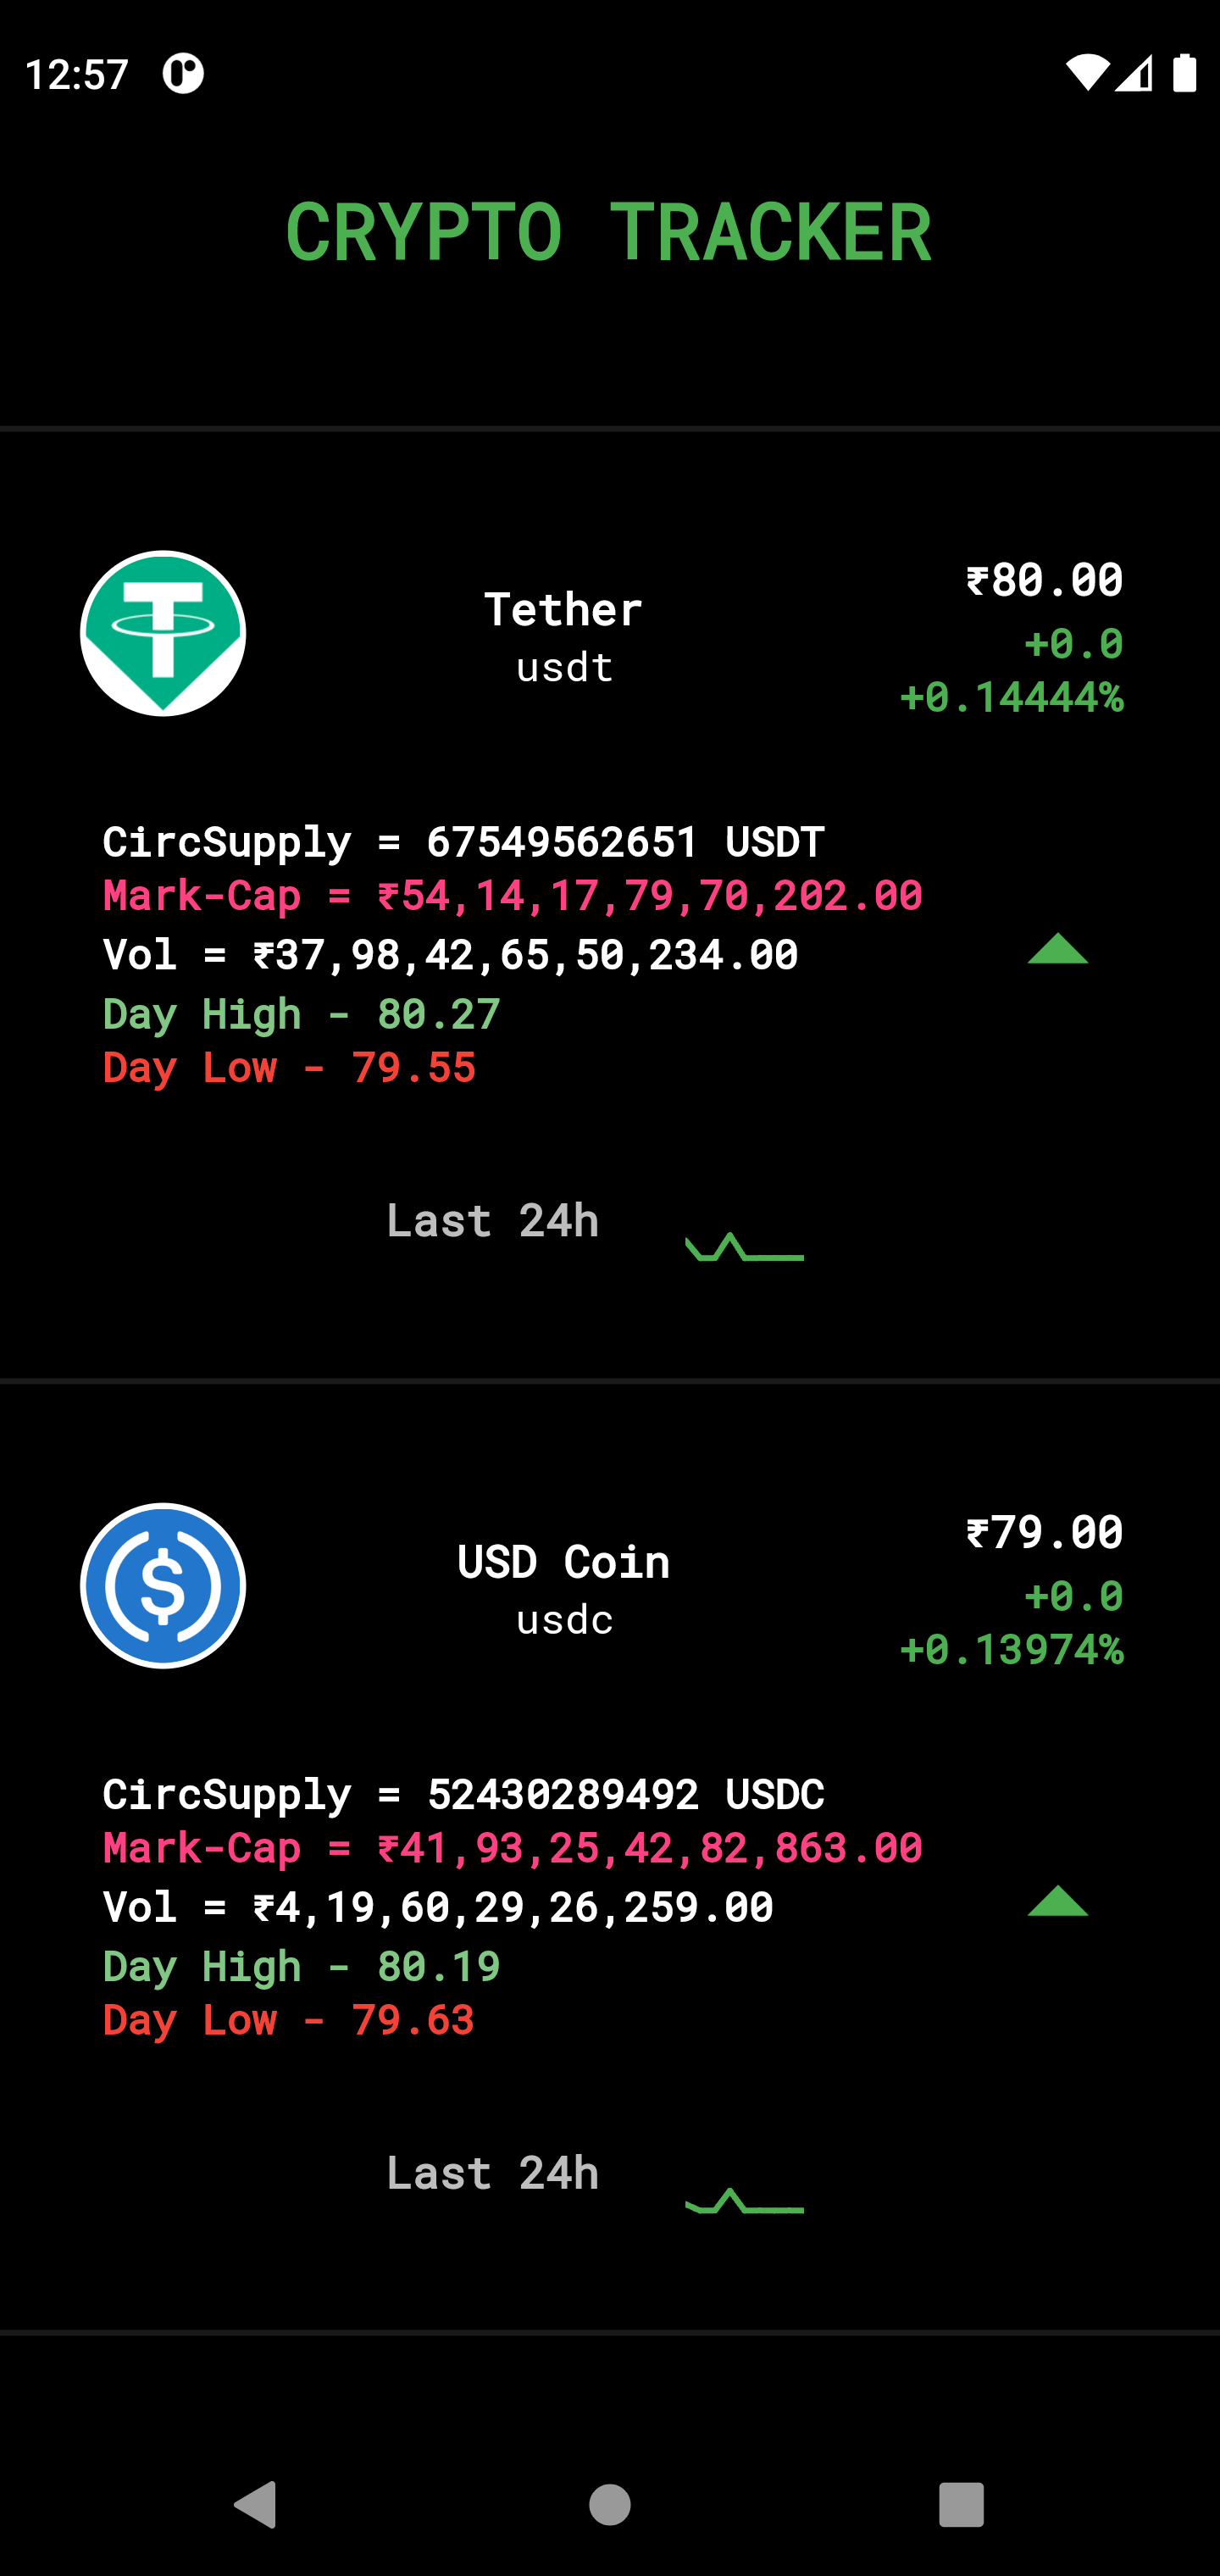 12:57
CRYPTO TRACKER
Tether
usdt
₹80.00
+0.0
+0.14444%
CircSupply = 67549562651 USDT
Mark-Cap = ₹54,14,17,79,70,202.00
Vol = ₹37,98,42,65,50,234.00
Day High - 80.27
Day Low - 79.55
Last 24h
USD Coin
usdc
₹79.00
+0.0
+0.13974%
CircSupply = 52430289492 USDC
Mark-Cap = ₹41,93,25,42,82,863.00
Vol = ₹4,19,60,29,26,259.00
Day High - 80.19
Day Low - 79.63
Last 24h